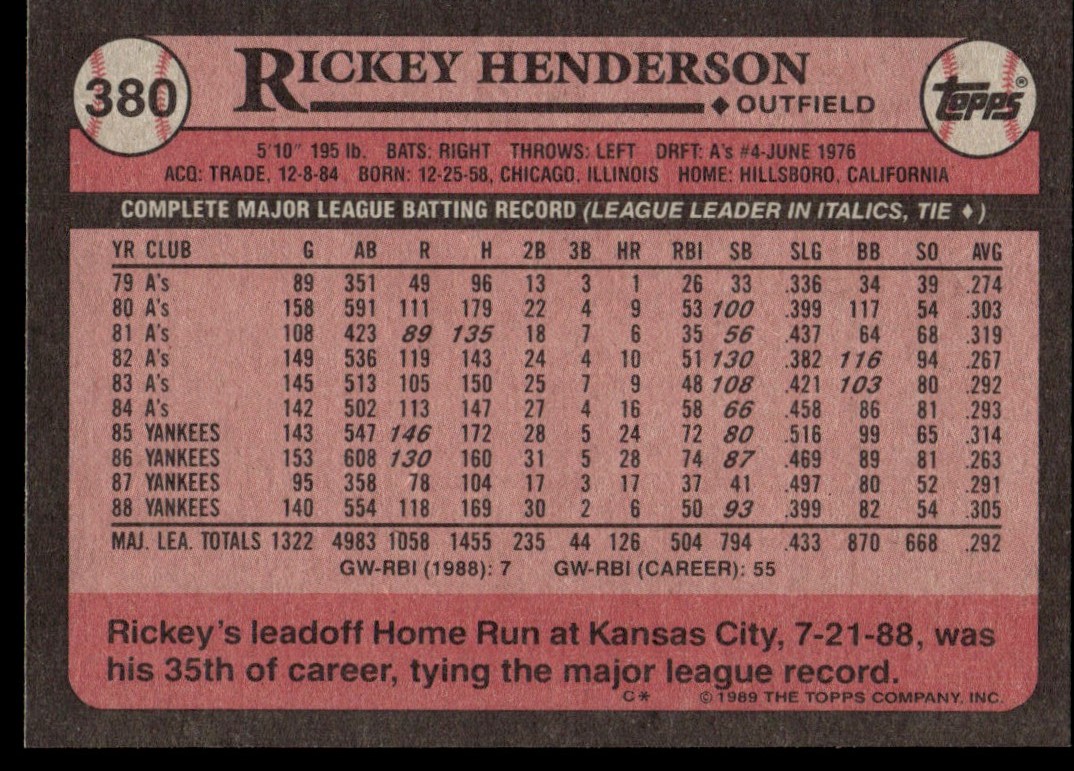 380
RICKEY HENDERSON
♦ OUTFIELD
Topps®
5'10" 195 lb. BATS: RIGHT THROWS: LEFT DRFT: A's #4-JUNE 1976
ACQ: TRADE, 12-8-84 BORN: 12-25-58, CHICAGO, ILLINOIS HOME: HILLSBORO, CALIFORNIA
COMPLETE MAJOR LEAGUE BATTING RECORD (LEAGUE LEADER IN ITALICS, TIE ♦)
YR CLUB G AB R H 2B 3B HR RBI SB SLG BB SO AVG
79 A's 89 351 49 96 13 3 1 26 33 .336 34 39 .274
80 A's 158 591 111 179 22 4 9 53 100 .399 117 54 .303
81 A's 108 423 89 135 18 7 6 35 56 .437 64 68 .319
82 A's 149 536 119 143 24 4 10 51 130 .382 116 94 .267
83 A's 145 513 105 150 25 7 9 48 108 .421 103 80 .292
84 A's 142 502 113 147 27 4 16 58 66 .458 86 81 .293
85 YANKEES 143 547 146 172 28 5 24 72 80 .516 99 65 .314
86 YANKEES 153 608 130 160 31 5 28 74 87 .469 89 81 .263
87 YANKEES 95 358 78 104 17 3 17 37 41 .497 80 52 .291
88 YANKEES 140 554 118 169 30 2 6 50 93 .399 82 54 .305
MAJ. LEA. TOTALS 1322 4983 1058 1455 235 44 126 504 794 .433 870 668 .292
GW-RBI (1988): 7 GW-RBI (CAREER): 55
Rickey's leadoff Home Run at Kansas City, 7-21-88, was
his 35th of career, tying the major league record.
C* © 1989 THE TOPPS COMPANY, INC.